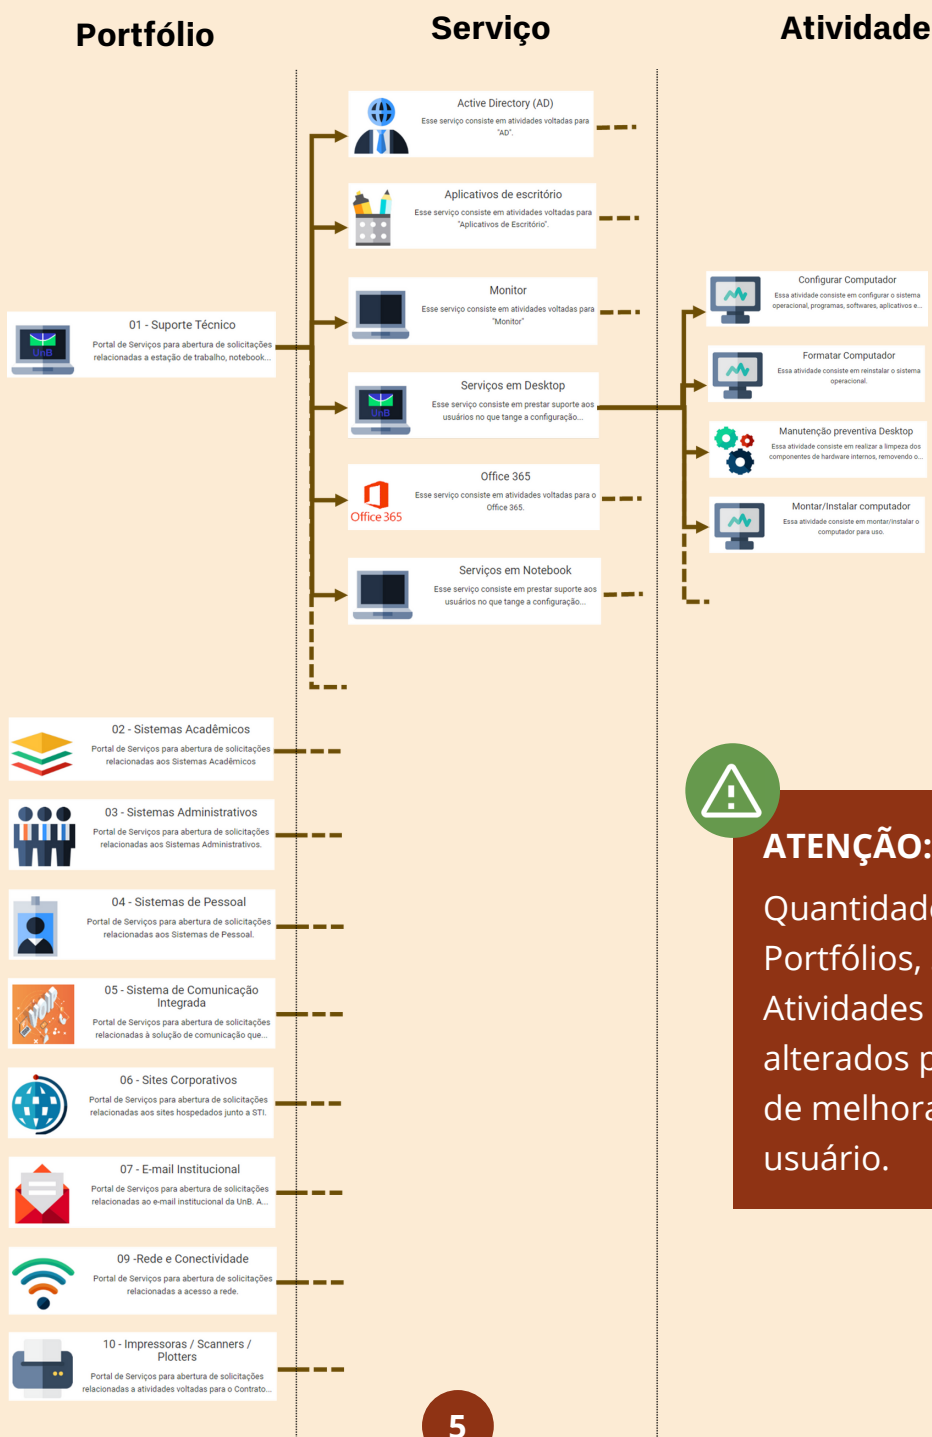 Portfólio
Serviço
Atividade
Active Directory (AD)
Esse serviço consiste em atividades voltadas para
"AD".
Aplicativos de escritório
Esse serviço consiste em atividades voltadas para
"Aplicativos de Escritório".
Monitor
Esse serviço consiste em atividades voltadas para
"Monitor"
01 - Suporte Técnico
Portal de Serviços para abertura de solicitações
relacionadas a estação de trabalho, notebook...
UnB
Serviços em Desktop
Esse serviço consiste em prestar suporte aos
usuários no que tange a configuração...
UnB
Office 365
Esse serviço consiste em atividades voltadas para o
Office 365.
Office 365
Serviços em Notebook
Esse serviço consiste em prestar suporte aos
usuários no que tange a configuração...
Configurar Computador
Essa atividade consiste em configurar o sistema
operacional, programas, softwares, aplicativos e...
Formatar Computador
Essa atividade consiste em reinstalar o sistema
operacional.
Manutenção preventiva Desktop
Essa atividade consiste em realizar a limpeza dos
componentes de hardware internos, removendo o...
Montar/Instalar computador
Essa atividade consiste em montar/instalar o
computador para uso.
02 - Sistemas Acadêmicos
Portal de Serviços para abertura de solicitações
relacionadas aos Sistemas Acadêmicos
03 - Sistemas Administrativos
Portal de Serviços para abertura de solicitações
relacionadas aos Sistemas Administrativos.
04 - Sistemas de Pessoal
Portal de Serviços para abertura de solicitações
relacionadas aos Sistemas de Pessoal.
VOIP
05 - Sistema de Comunicação
Integrada
Portal de Serviços para abertura de solicitações
relacionadas à solução de comunicação que...
06 - Sites Corporativos
Portal de Serviços para abertura de solicitações
relacionadas aos sites hospedados junto a STI.
07 - E-mail Institucional
Portal de Serviços para abertura de solicitações
relacionadas ao e-mail institucional da UnB. A...
09 -Rede e Conectividade
Portal de Serviços para abertura de solicitações
relacionadas a acesso a rede.
10 - Impressoras / Scanners /
Plotters
Portal de Serviços para abertura de solicitações
relacionadas a atividades voltadas para o Contrato...
ATENÇÃO:
Quantidade
Portfólios,
Atividades
alterados p
de melhora
usuário.
5